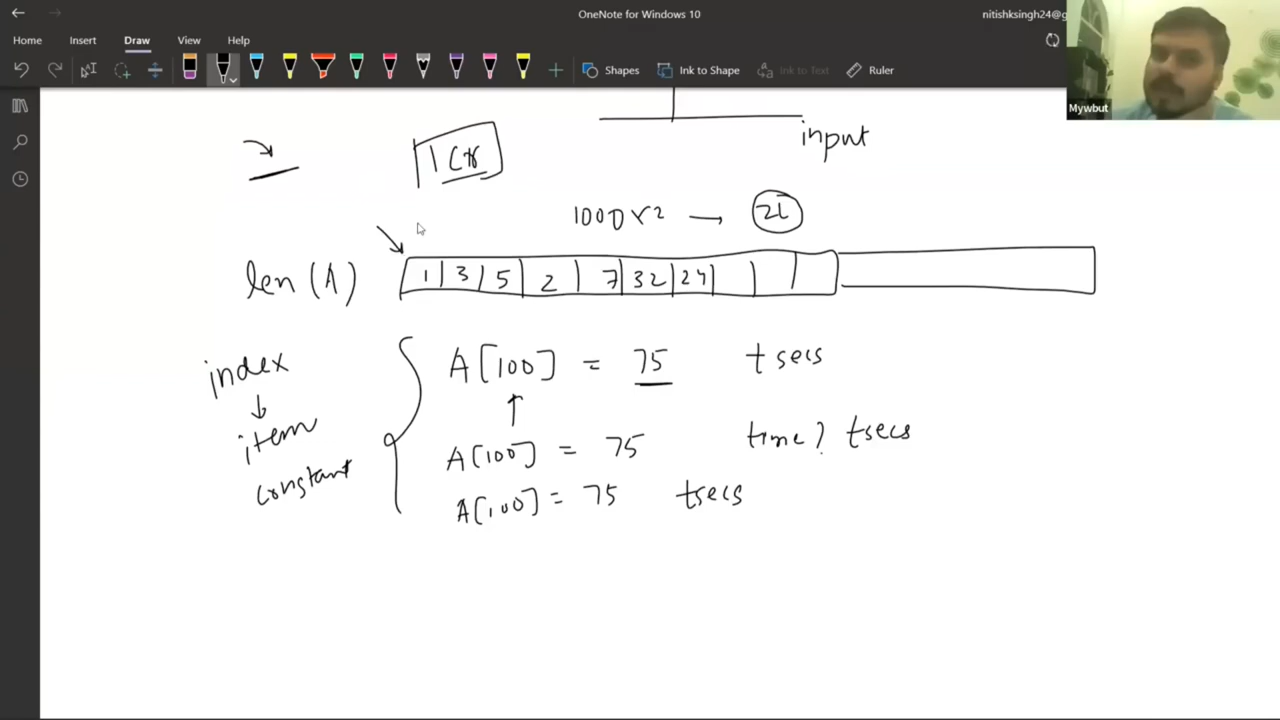 OneNote for Windows 10
nitishksingh24@g
Home Insert Draw View Help
Shapes Ink to Shape Ink to Text Ruler
Mywbut
input
1 Cr
1000 x 2 → 2L
len (A) 1 3 5 2 7 32 24
index
↓
item
constant
A[100] = 75 t secs
↑
A[100] = 75 time? tsecs
A[100] = 75 tsecs